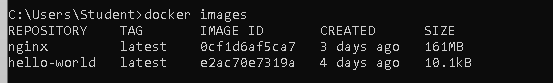 C:\Users\Student>docker images
REPOSITORY    TAG       IMAGE ID       CREATED      SIZE
nginx         latest    0cf1d6af5ca7   3 days ago   161MB
hello-world   latest    e2ac70e7319a   4 days ago   10.1kB